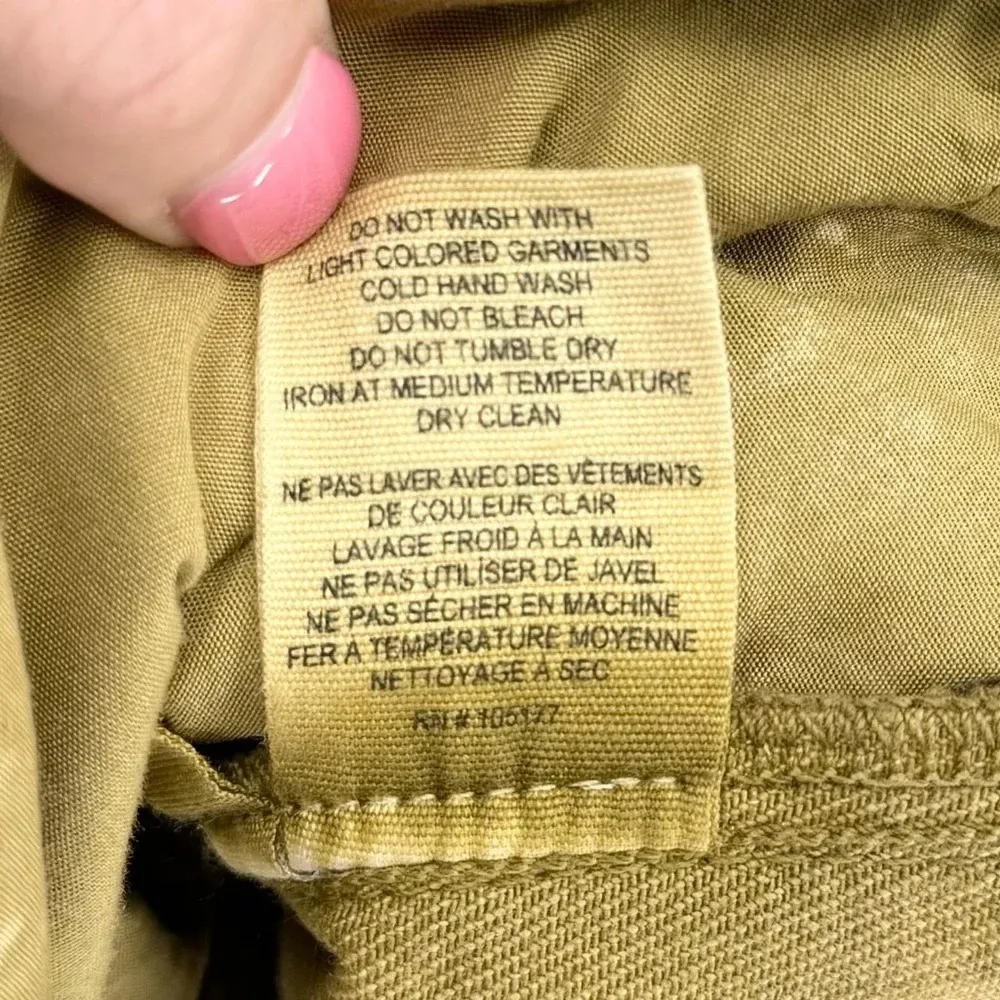 DO NOT WASH WITH
LIGHT COLORED GARMENTS
COLD HAND WASH
DO NOT BLEACH
DO NOT TUMBLE DRY
IRON AT MEDIUM TEMPERATURE
DRY CLEAN
NE PAS LAVER AVEC DES VÊTEMENTS
DE COULEUR CLAIR
LAVAGE FROID À LA MAIN
NE PAS UTILISER DE JAVEL
NE PAS SÉCHER EN MACHINE
FER A TEMPÉRATURE MOYENNE
NETTOYAGE À SEC
RN # 105177